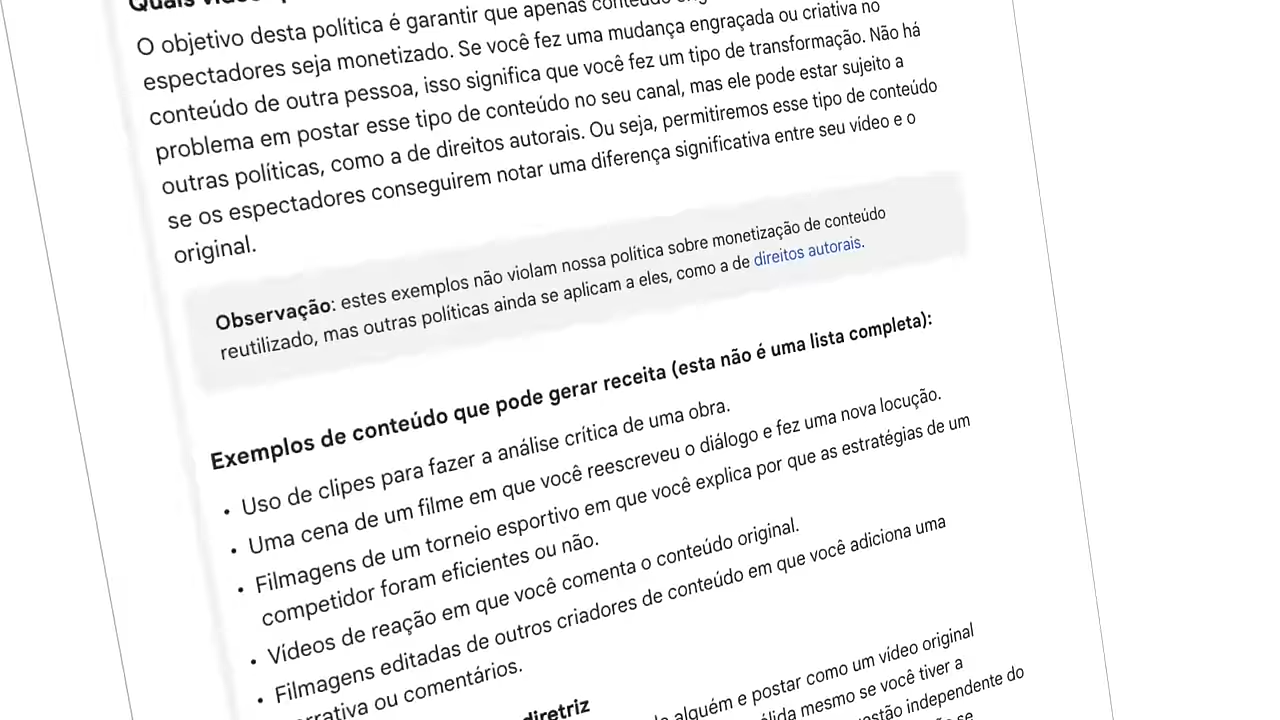 Quais
O objetivo desta política é garantir que apenas conteúdo
espectadores seja monetizado. Se você fez uma mudança engraçada ou criativa no
conteúdo de outra pessoa, isso significa que você fez um tipo de transformação. Não há
problema em postar esse tipo de conteúdo no seu canal, mas ele pode estar sujeito a
outras políticas, como a de direitos autorais. Ou seja, permitiremos esse tipo de conteúdo
se os espectadores conseguirem notar uma diferença significativa entre seu vídeo e o
original.
Observação: estes exemplos não violam nossa política sobre monetização de conteúdo
reutilizado, mas outras políticas ainda se aplicam a eles, como a de direitos autorais.
Exemplos de conteúdo que pode gerar receita (esta não é uma lista completa):
• Uso de clipes para fazer a análise crítica de uma obra.
• Uma cena de um filme em que você reescreveu o diálogo e fez uma nova locução.
• Filmagens de um torneio esportivo em que você explica por que as estratégias de um
competidor foram eficientes ou não.
• Vídeos de reação em que você comenta o conteúdo original.
• Filmagens editadas de outros criadores de conteúdo em que você adiciona uma
ou comentários.
diretriz
alguém e postar como um vídeo original
mesmo se você tiver a
independente do
se